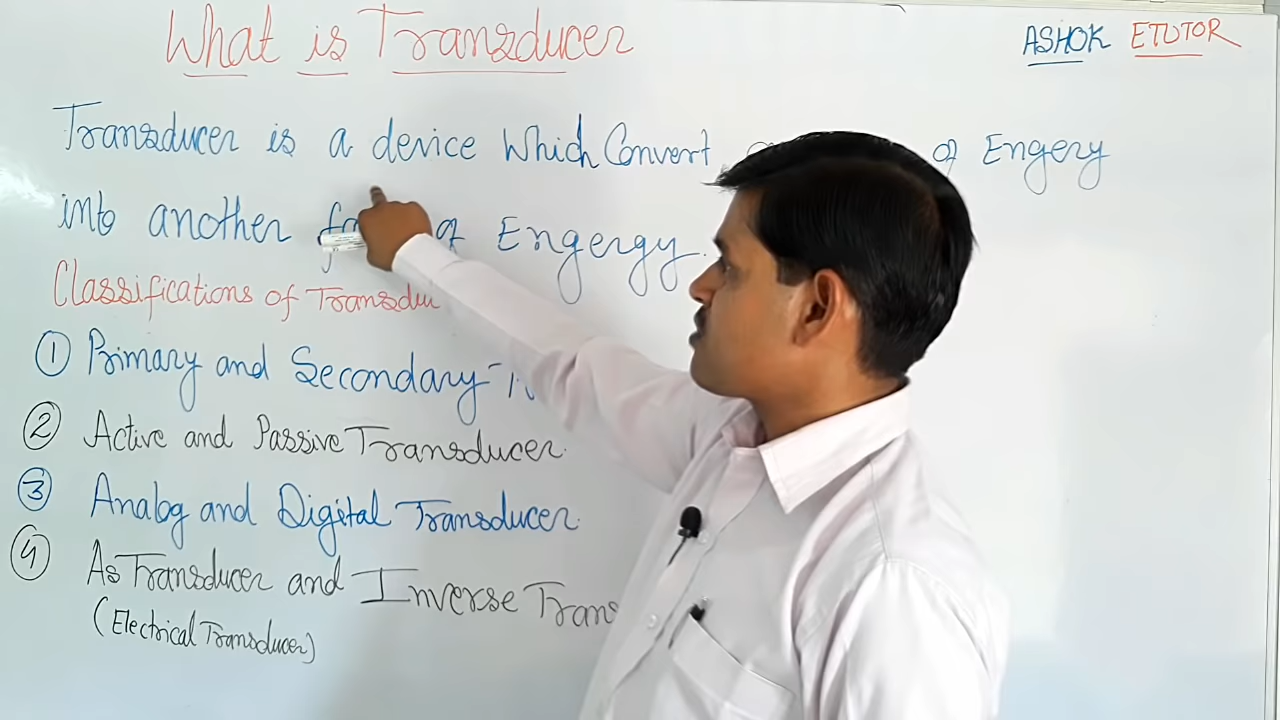 What is Transducer
ASHOK ETUTOR
Transducer is a device Which Convert of Engery
into another of Engergy.
Classifications of
① Primary and Secondary
② Active and Passive Transducer.
③ Analog and Digital Transducer.
④ As Transducer and Inverse
(Electrical Transducer)